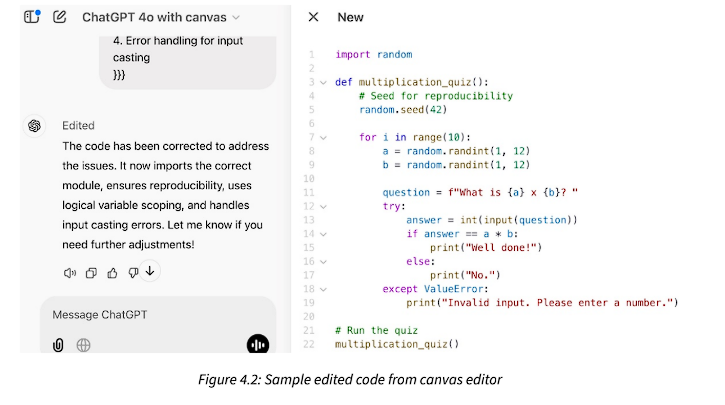 ChatGPT 4o with canvas
4. Error handling for input
casting
}}}
Edited
The code has been corrected to address
the issues. It now imports the correct
module, ensures reproducibility, uses
logical variable scoping, and handles
input casting errors. Let me know if you
need further adjustments!
Message ChatGPT
New
1 import random
2
3 def multiplication_quiz():
4     # Seed for reproducibility
5     random.seed(42)
6
7     for i in range(10):
8         a = random.randint(1, 12)
9         b = random.randint(1, 12)
10
11         question = f"What is {a} x {b}? "
12         try:
13             answer = int(input(question))
14             if answer == a * b:
15                 print("Well done!")
16             else:
17                 print("No.")
18         except ValueError:
19             print("Invalid input. Please enter a number.")
20
21 # Run the quiz
22 multiplication_quiz()
Figure 4.2: Sample edited code from canvas editor